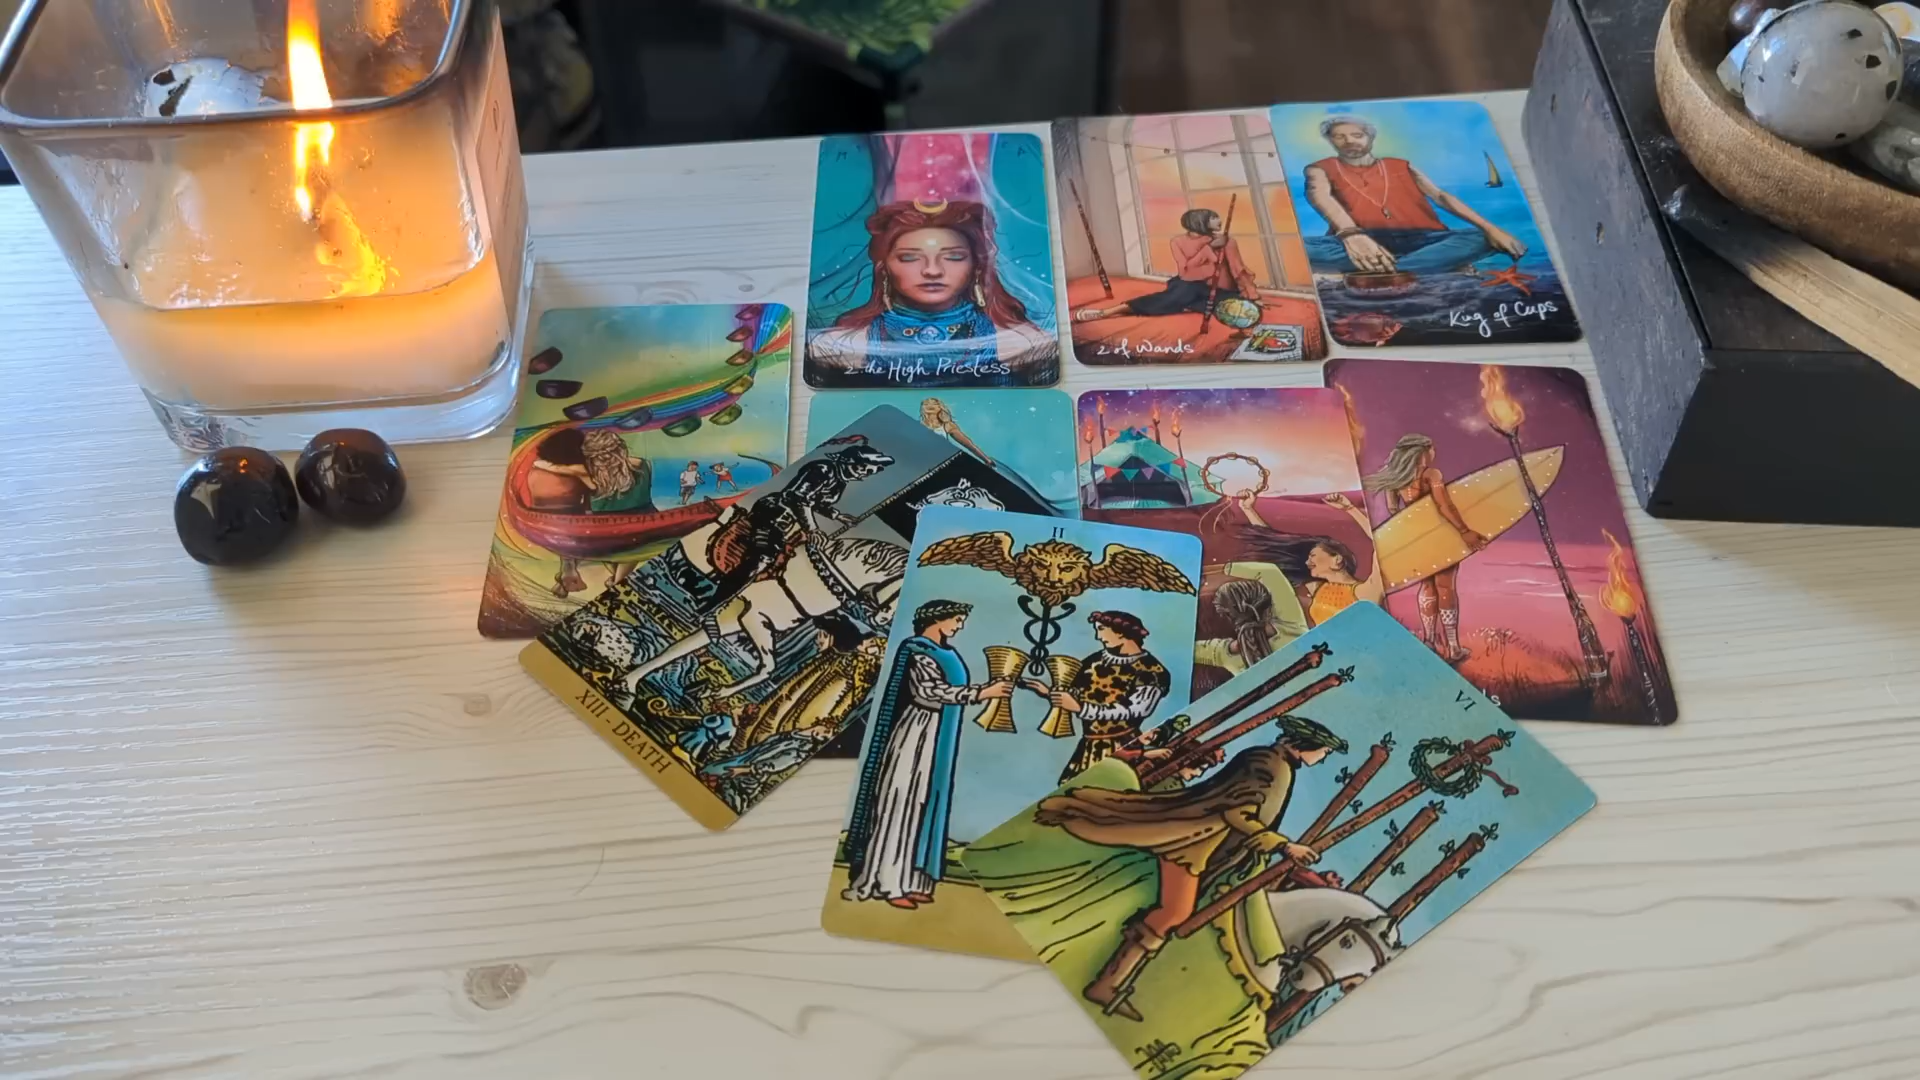 2 the High Priestess
2 of Wands
King of Cups
II
VI
XIII - DEATH